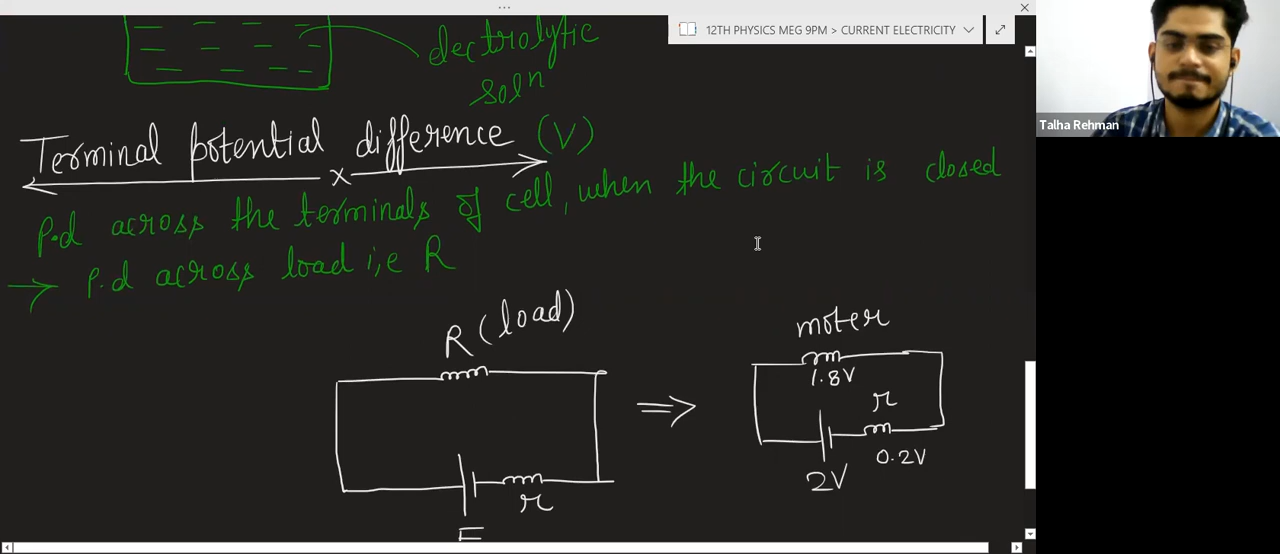 12TH PHYSICS MEG 9PM > CURRENT ELECTRICITY
Talha Rehman
electrolytic
solⁿ
Terminal potential difference (V)
p.d across the terminals of cell, when the circuit is closed
→ p.d across load i,e R
R (load)
⇒
r
E
moter
1.8V
r
0.2V
2V